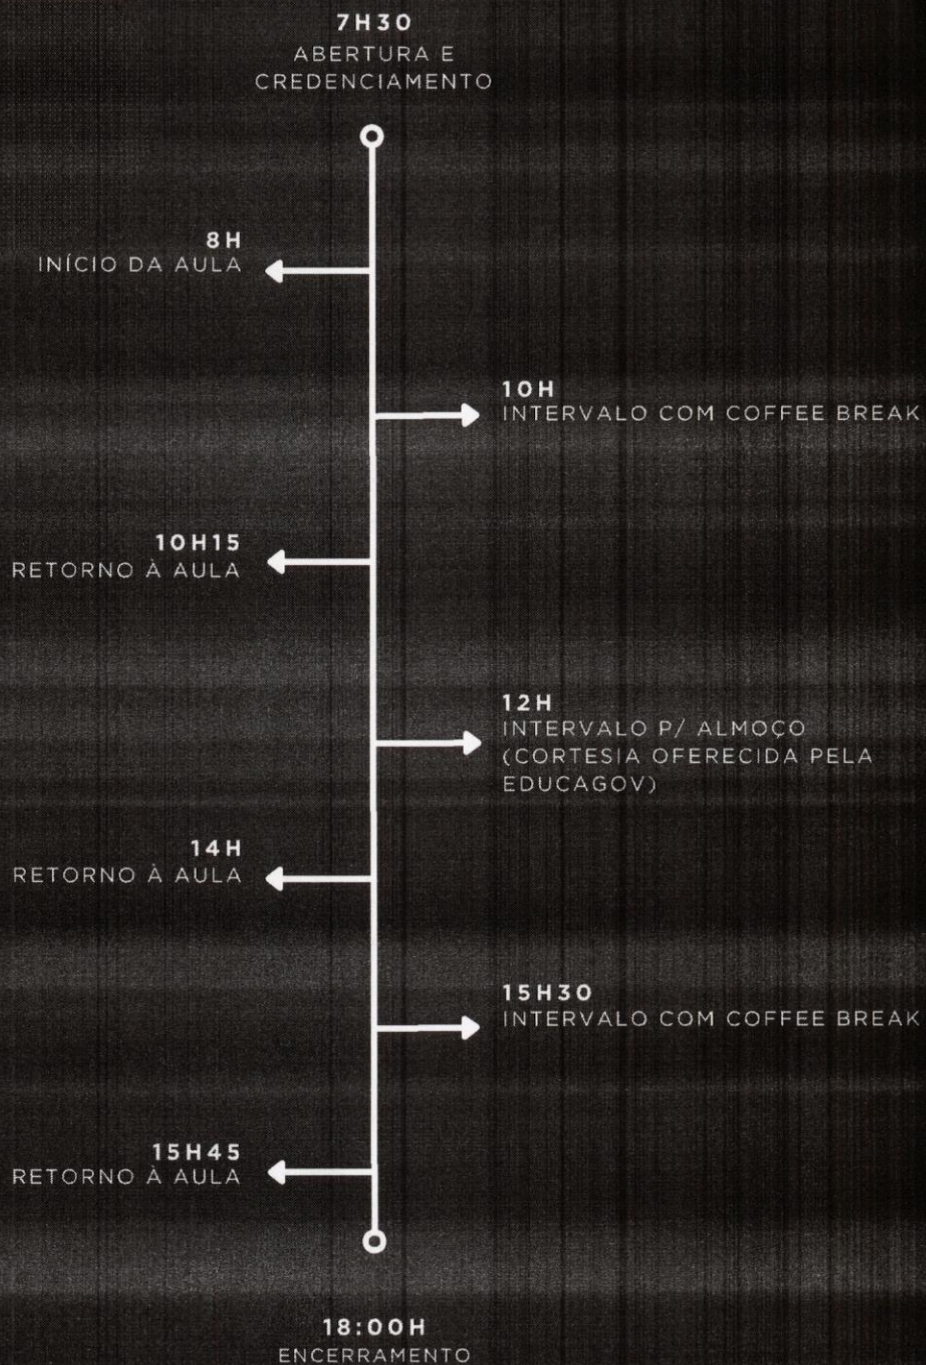 7H30
ABERTURA E
CREDENCIAMENTO
8H
INÍCIO DA AULA
10H
INTERVALO COM COFFEE BREAK
10H15
RETORNO À AULA
12H
INTERVALO P/ ALMOÇO
(CORTESIA OFERECIDA PELA
EDUCAGOV)
14H
RETORNO À AULA
15H30
INTERVALO COM COFFEE BREAK
15H45
RETORNO À AULA
18:00H
ENCERRAMENTO